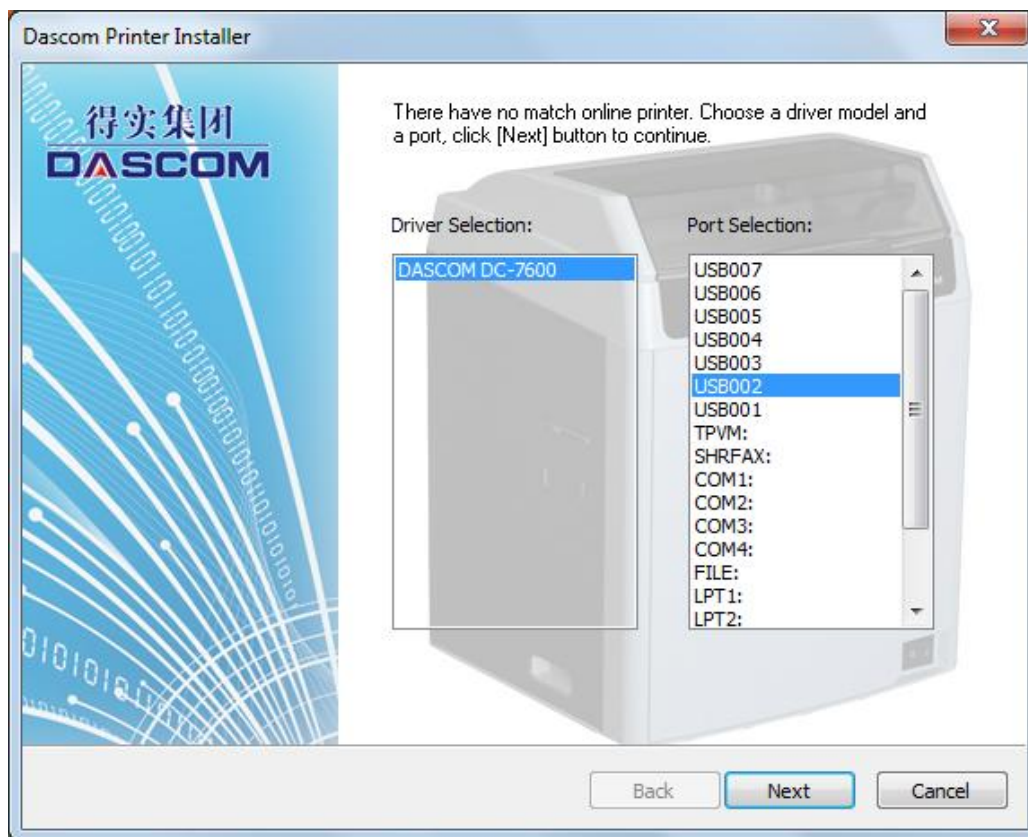 Dascom Printer Installer
得实集团
DASCOM
There have no match online printer. Choose a driver model and
a port, click [Next] button to continue.
Driver Selection:
DASCOM DC-7600
Port Selection:
USB007
USB006
USB005
USB004
USB003
USB002
USB001
TPVM:
SHRFAX:
COM1:
COM2:
COM3:
COM4:
FILE:
LPT1:
LPT2:
Back
Next
Cancel